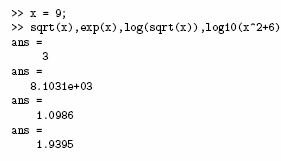 >> x = 9;
>> sqrt(x),exp(x),log(sqrt(x)),log10(x^2+6)
ans =
3
ans =
8.1031e+03
ans =
1.0986
ans =
1.9395